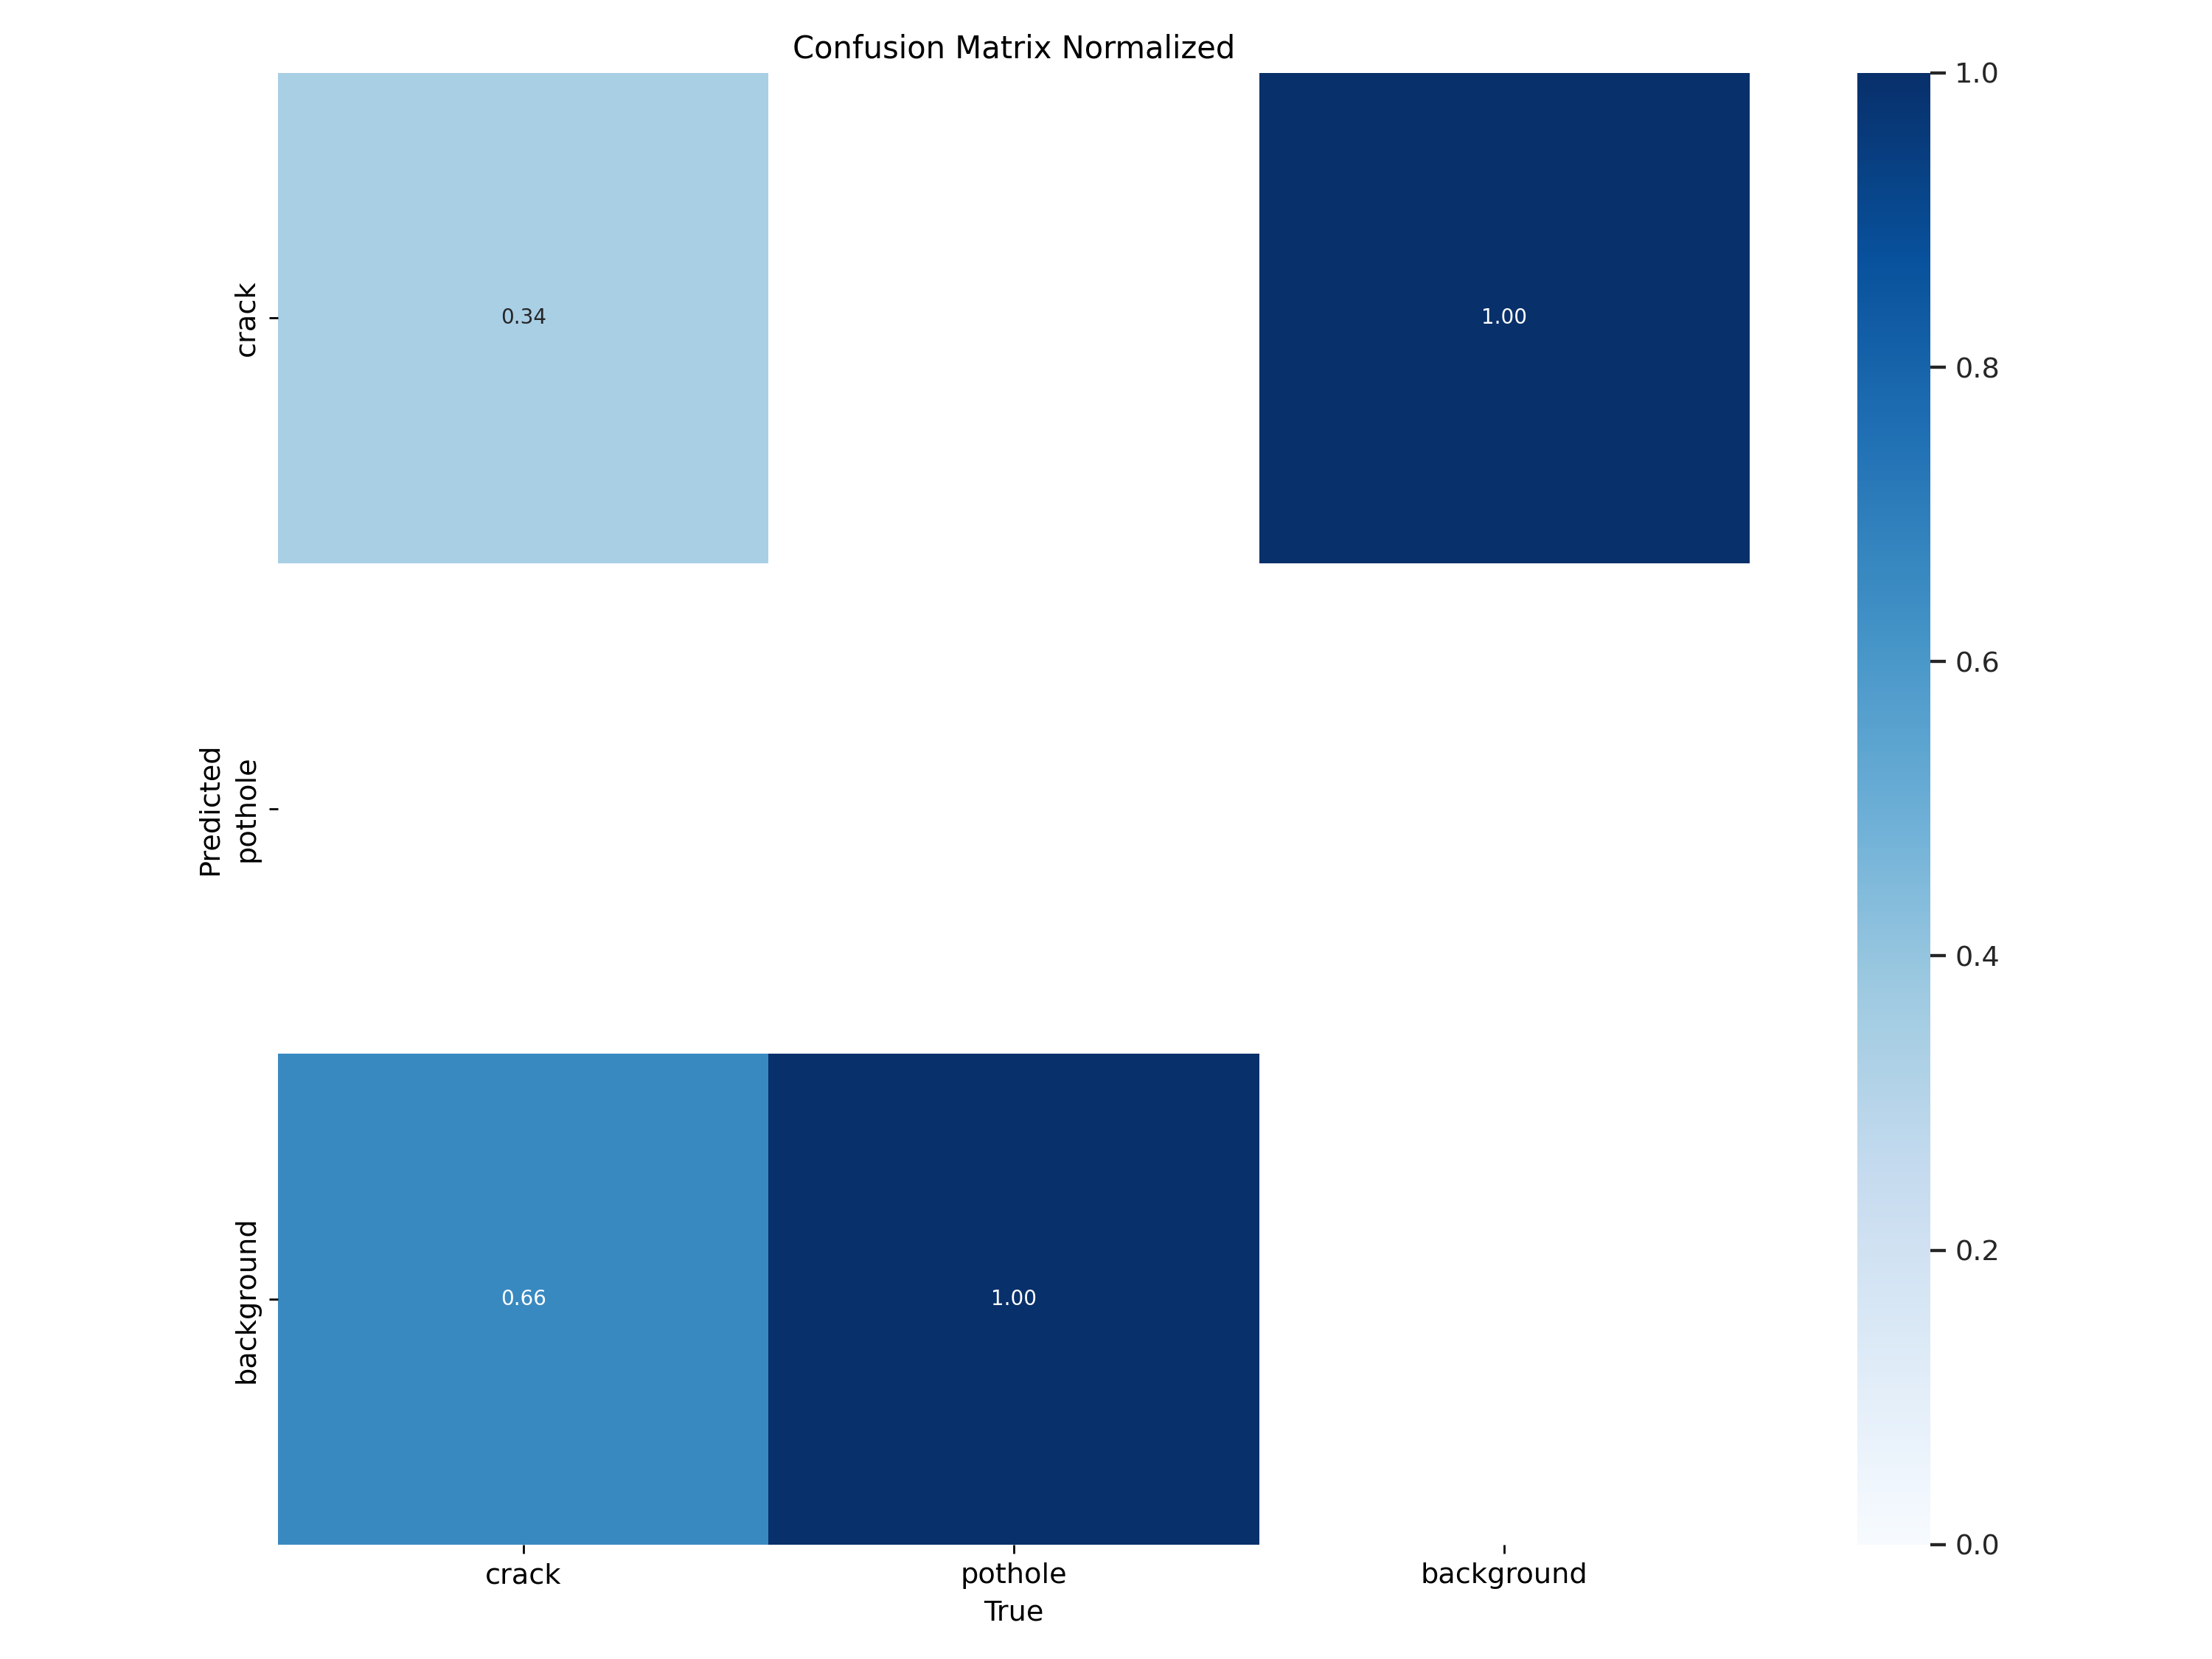 Confusion Matrix Normalized
crack
pothole
background
Predicted
0.34
1.00
0.66
1.00
crack
pothole
background
True
1.0
0.8
0.6
0.4
0.2
0.0